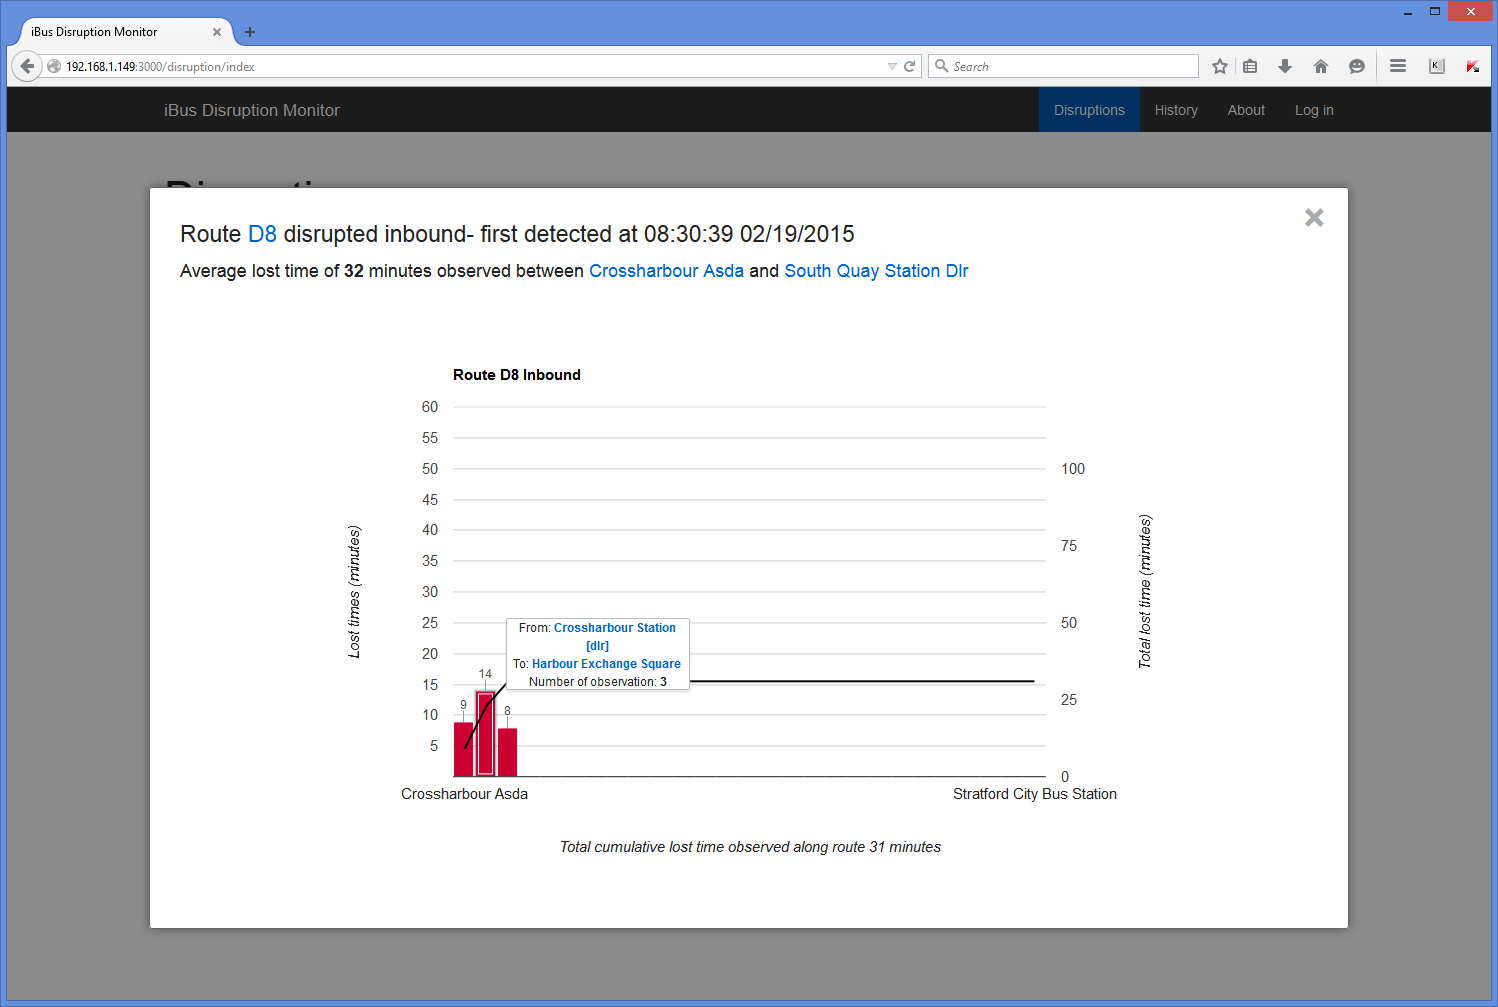 iBus Disruption Monitor
192.168.1.149:3000/disruption/index
Search
K
iBus Disruption Monitor
Disruptions
History
About
Log in
Route D8 disrupted inbound- first detected at 08:30:39 02/19/2015
Average lost time of 32 minutes observed between Crossharbour Asda and South Quay Station Dlr
Route D8 Inbound
60
55
50
45
40
35
30
25
20
15
10
5
Lost times (minutes)
100
75
50
25
0
Total lost time (minutes)
9
14
8
From: Crossharbour Station
[dlr]
To: Harbour Exchange Square
Number of observation: 3
Crossharbour Asda
Stratford City Bus Station
Total cumulative lost time observed along route 31 minutes